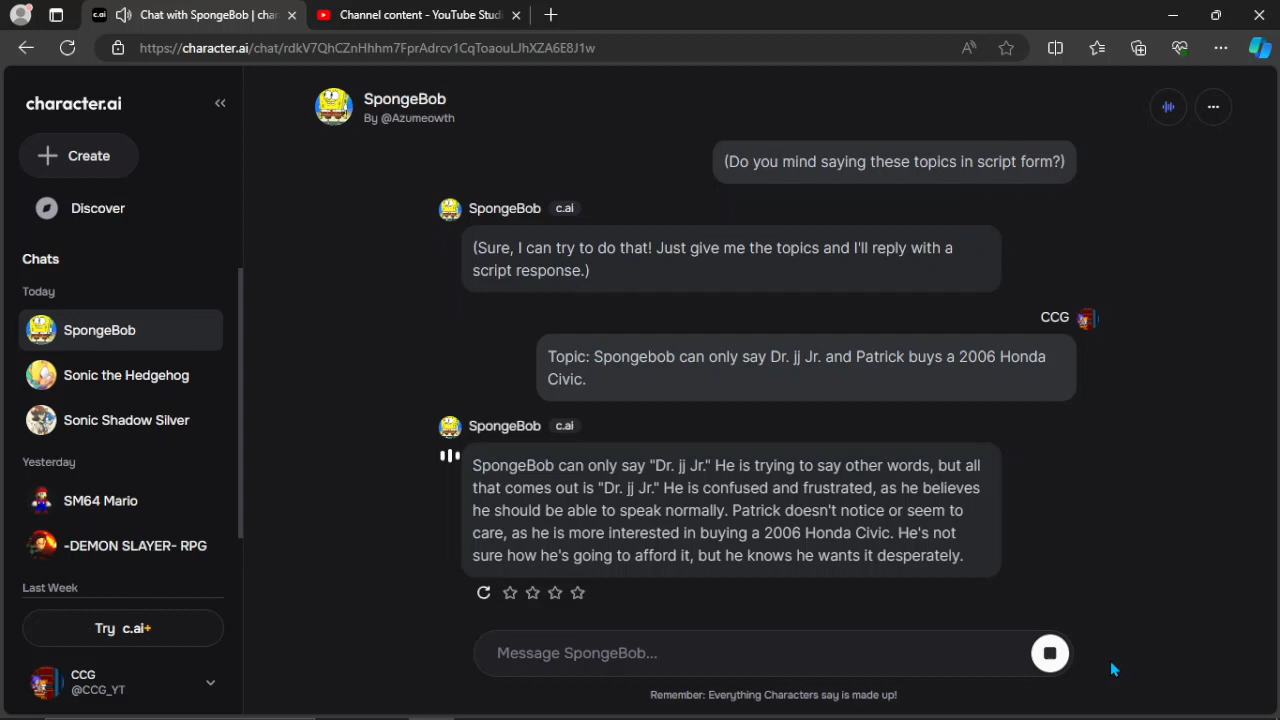 Chat with SpongeBob | chara
Channel content - YouTube Studi
https://character.ai/chat/rdkV7QhCZnHhhm7FprAdrcv1CqToaouLJhXZA6E8J1w
character.ai
Create
Discover
Chats
Today
SpongeBob
Sonic the Hedgehog
Sonic Shadow Silver
Yesterday
SM64 Mario
-DEMON SLAYER- RPG
Last Week
Try c.ai+
CCG
@CCG_YT
SpongeBob
By @Azumeowth
(Do you mind saying these topics in script form?)
SpongeBob c.ai
(Sure, I can try to do that! Just give me the topics and I'll reply with a
script response.)
CCG
Topic: Spongebob can only say Dr. jj Jr. and Patrick buys a 2006 Honda
Civic.
SpongeBob c.ai
SpongeBob can only say "Dr. jj Jr." He is trying to say other words, but all
that comes out is "Dr. jj Jr." He is confused and frustrated, as he believes
he should be able to speak normally. Patrick doesn't notice or seem to
care, as he is more interested in buying a 2006 Honda Civic. He's not
sure how he's going to afford it, but he knows he wants it desperately.
Message SpongeBob...
Remember: Everything Characters say is made up!